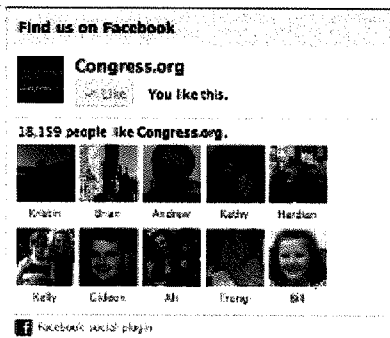 Find us on Facebook
Congress.org
Like
You like this.
18,159 people like Congress.org.
Kristin Brian Andrew Kathy
Kelly Gideon Ali Trang Bill
Facebook social plugin